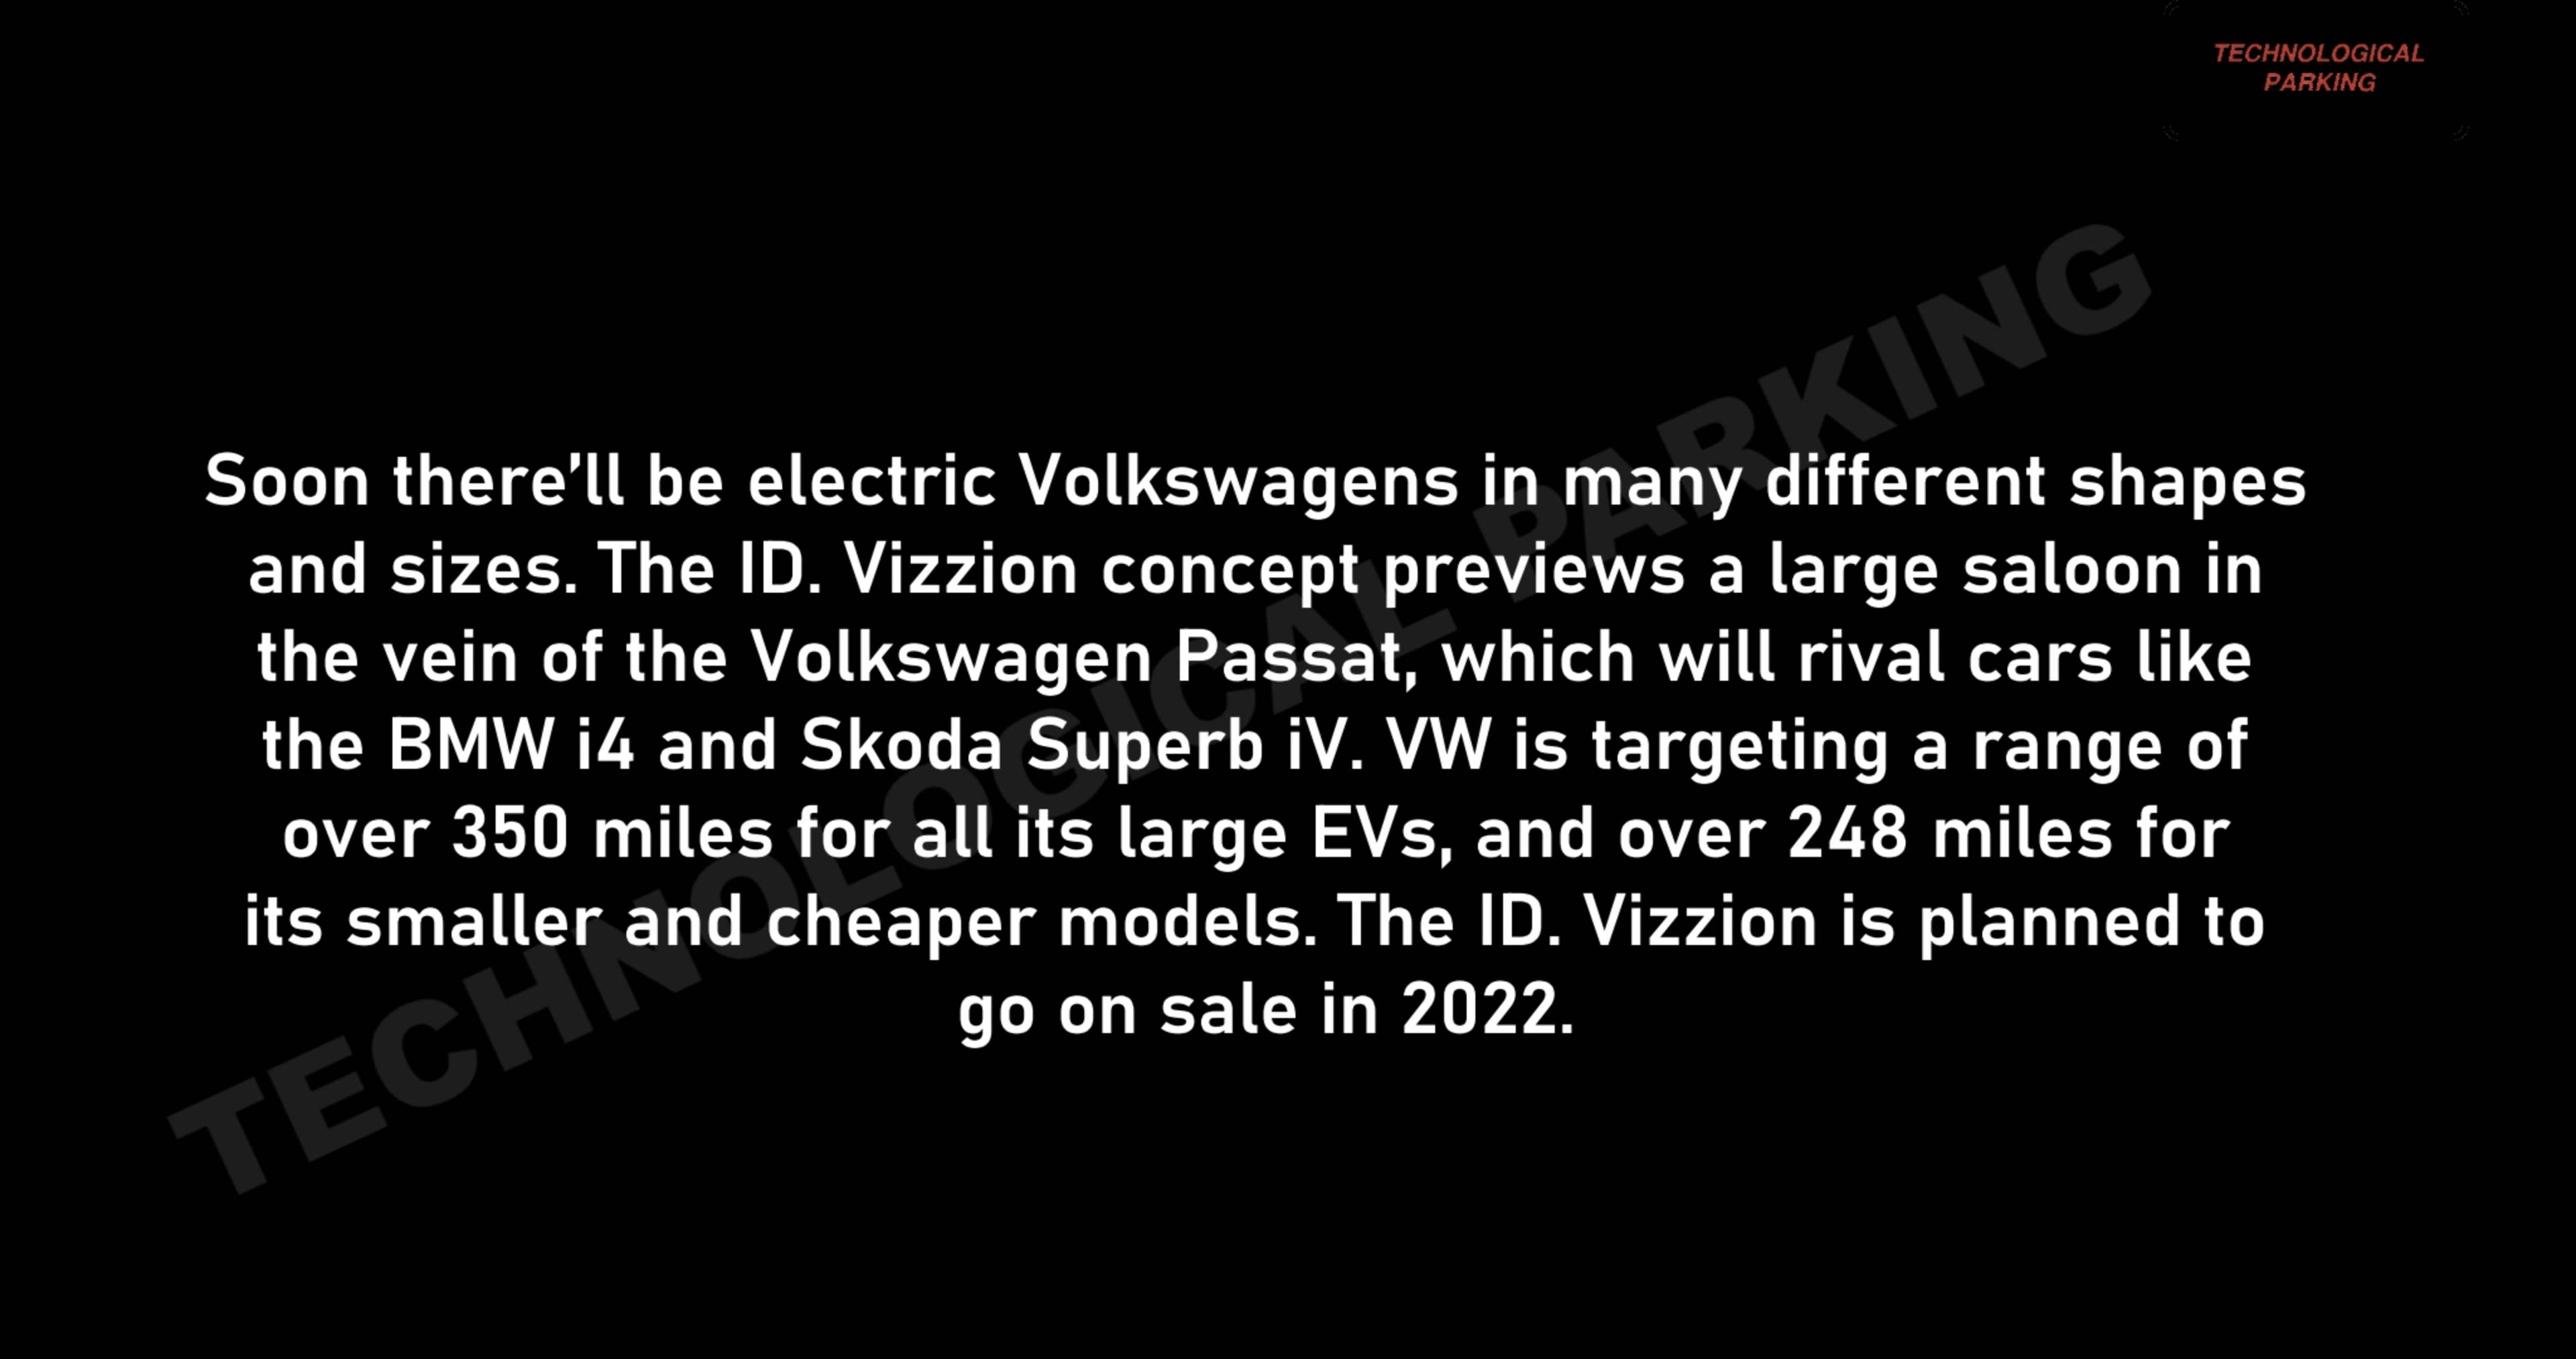 TECHNOLOGICAL
PARKING
Soon there’ll be electric Volkswagens in many different shapes
and sizes. The ID. Vizzion concept previews a large saloon in
the vein of the Volkswagen Passat, which will rival cars like
the BMW i4 and Skoda Superb iV. VW is targeting a range of
over 350 miles for all its large EVs, and over 248 miles for
its smaller and cheaper models. The ID. Vizzion is planned to
go on sale in 2022.
TECHNOLOGICAL PARKING